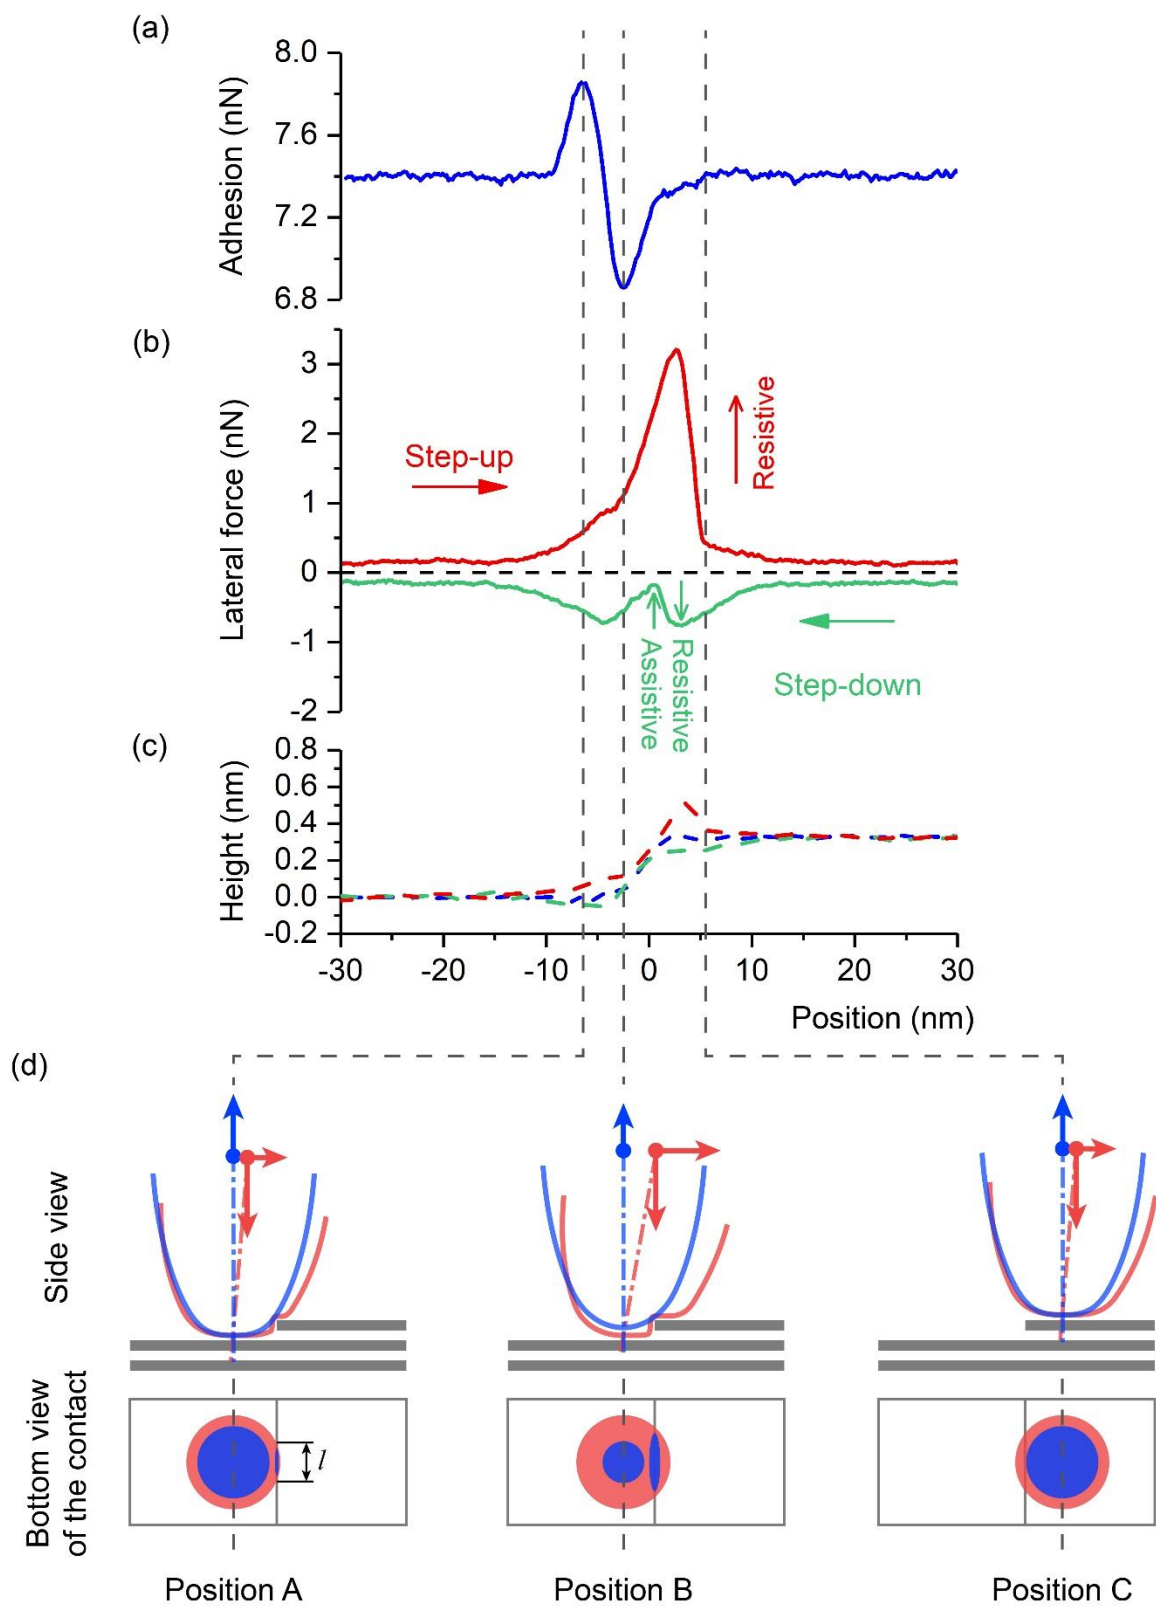 (a)
8.0
7.6
7.2
6.8
Adhesion (nN)
(b)
3
2
1
0
-1
-2
Lateral force (nN)
Step-up
Resistive
Assistive
Resistive
Step-down
(c)
0.8
0.6
0.4
0.2
0.0
-0.2
Height (nm)
-30 -20 -10 0 10 20 30
Position (nm)
(d)
Side view
Bottom view
of the contact
l
Position A Position B Position C